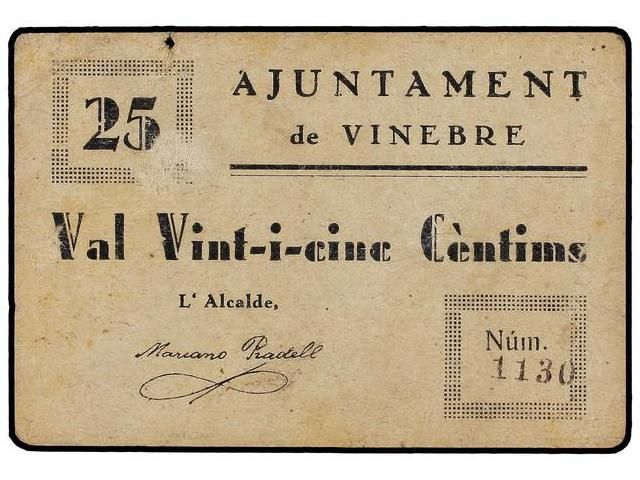 25
AJUNTAMENT
de VINEBRE
Val Vint-i-cinc Cèntims
L' Alcalde,
Mariano Pradell
Núm.
1130